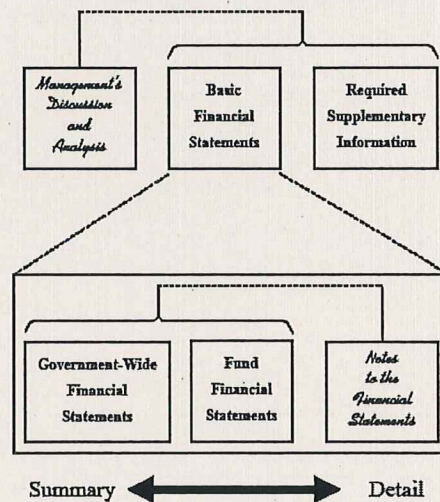 Management's
Discussion
and
Analysis
Basic
Financial
Statements
Required
Supplementary
Information
Government-Wide
Financial
Statements
Fund
Financial
Statements
Notes
to the
Financial
Statements
Summary
Detail